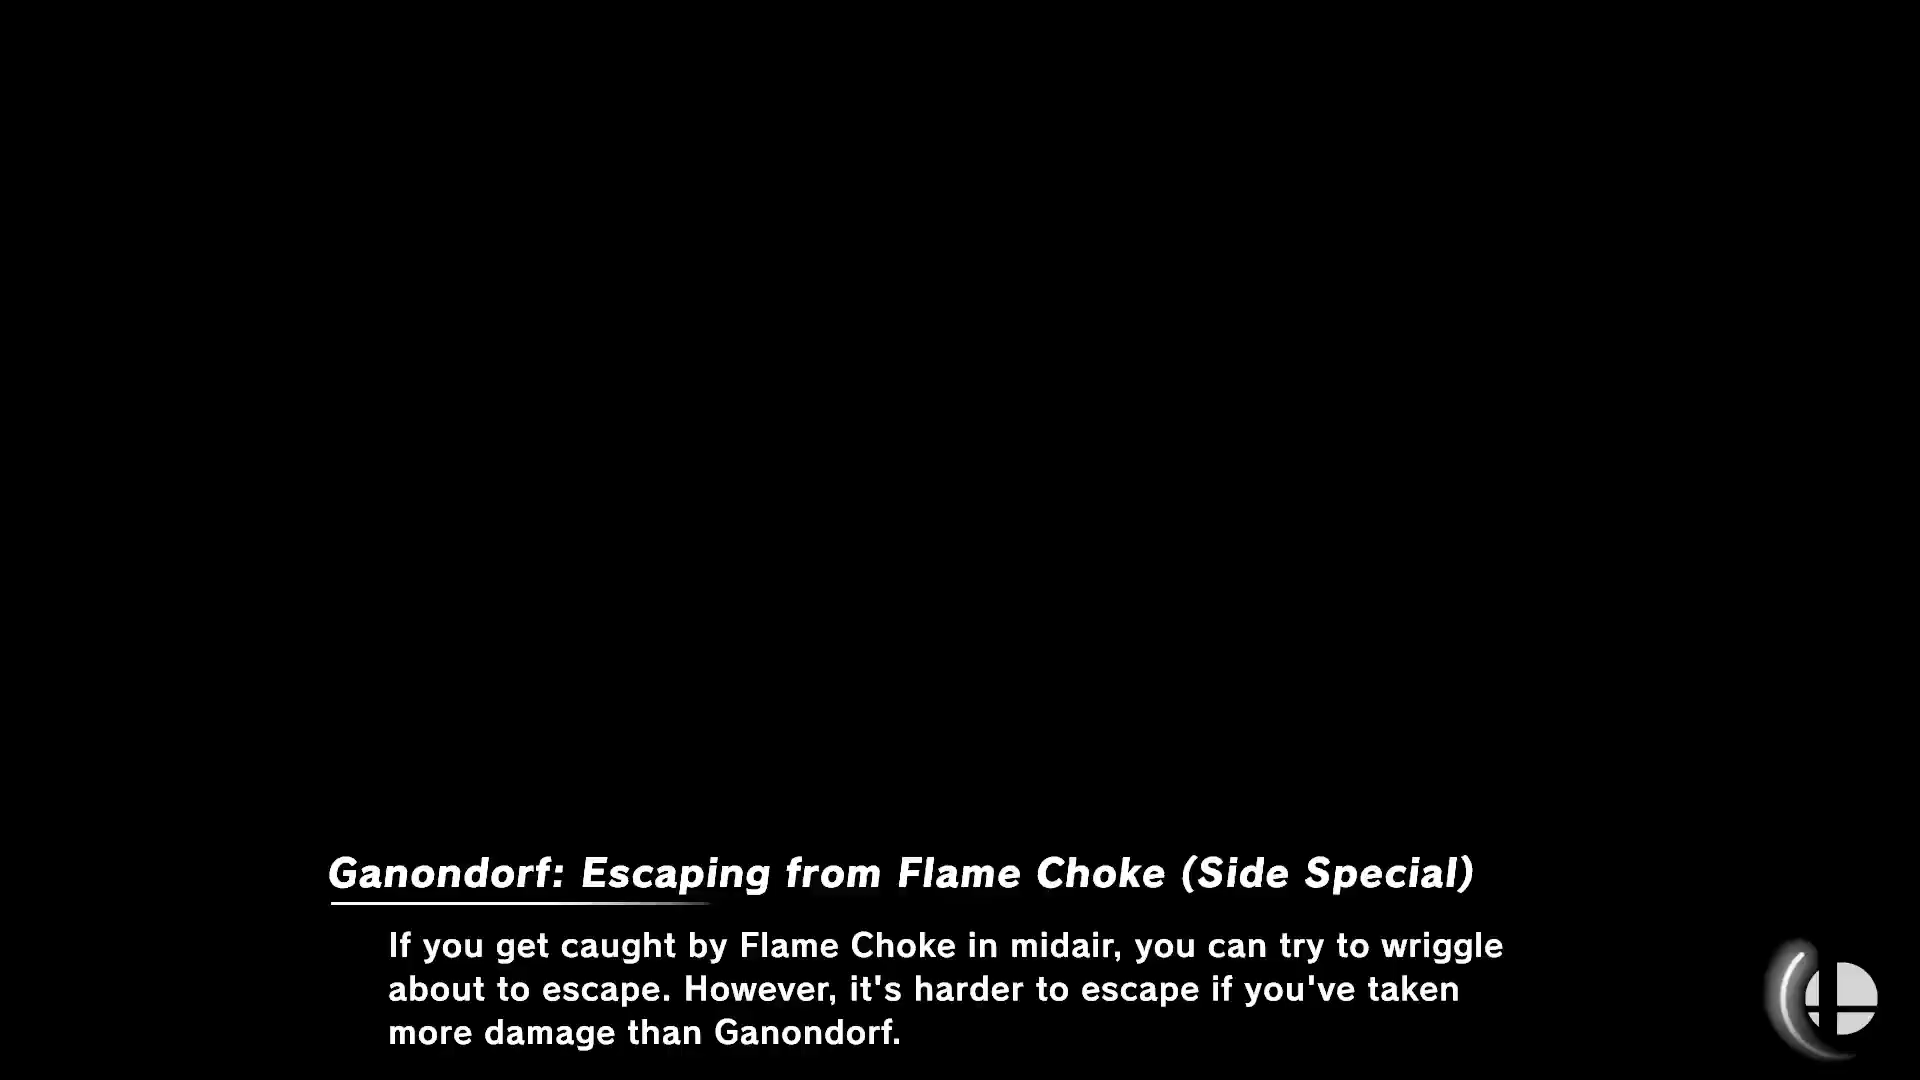 Ganondorf: Escaping from Flame Choke (Side Special)
If you get caught by Flame Choke in midair, you can try to wriggle
about to escape. However, it's harder to escape if you've taken
more damage than Ganondorf.